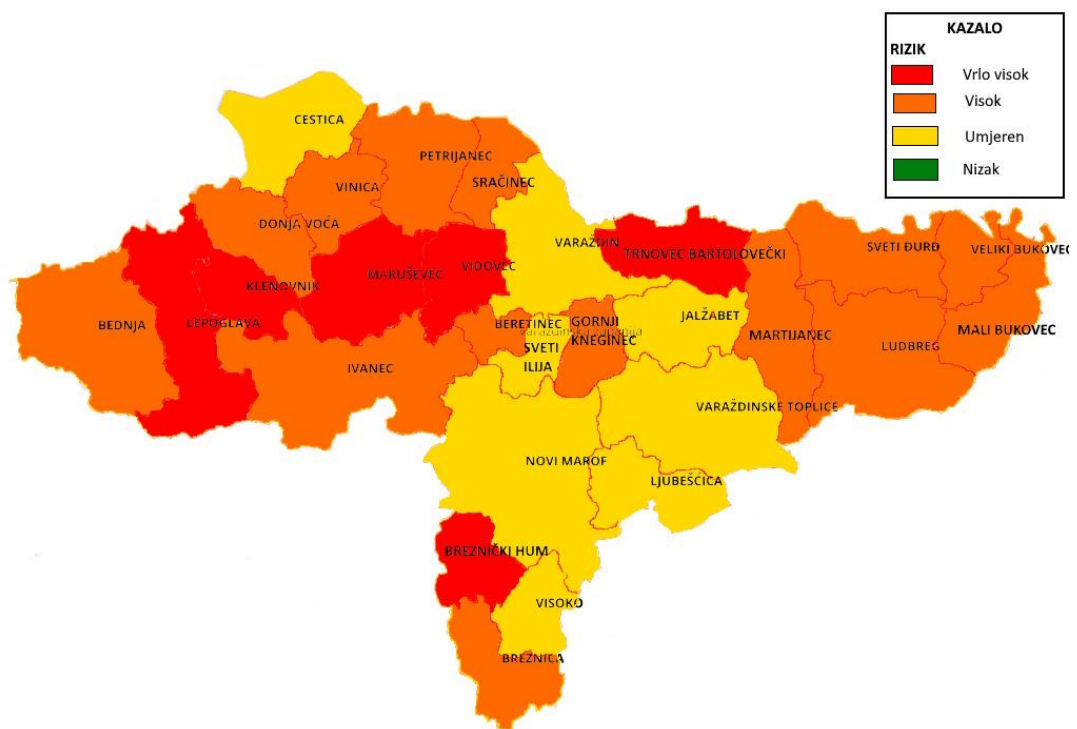 KAZALO
RIZIK
Vrlo visok
Visok
Umjeren
Nizak
CESTICA
PETRIJANEC
VINICA
SRAČINEC
DONJA VOĆA
VARAŽDIN
TRNOVEC BARTOLOVEČKI
SVETI ĐURĐ
VELIKI BUKOVEC
VIDOVEC
MARUŠEVEC
KLENOVNIK
BEDNJA
LEPOGLAVA
BERETINEC
GORNJI
KNEGINEC
JALŽABET
MARTIJANEC
MALI BUKOVEC
LUDBREG
SVETI
ILIJA
IVANEC
VARAŽDINSKE TOPLICE
NOVI MAROF
LJUBEŠĆICA
BREZNIČKI HUM
VISOKO
BREZNICA